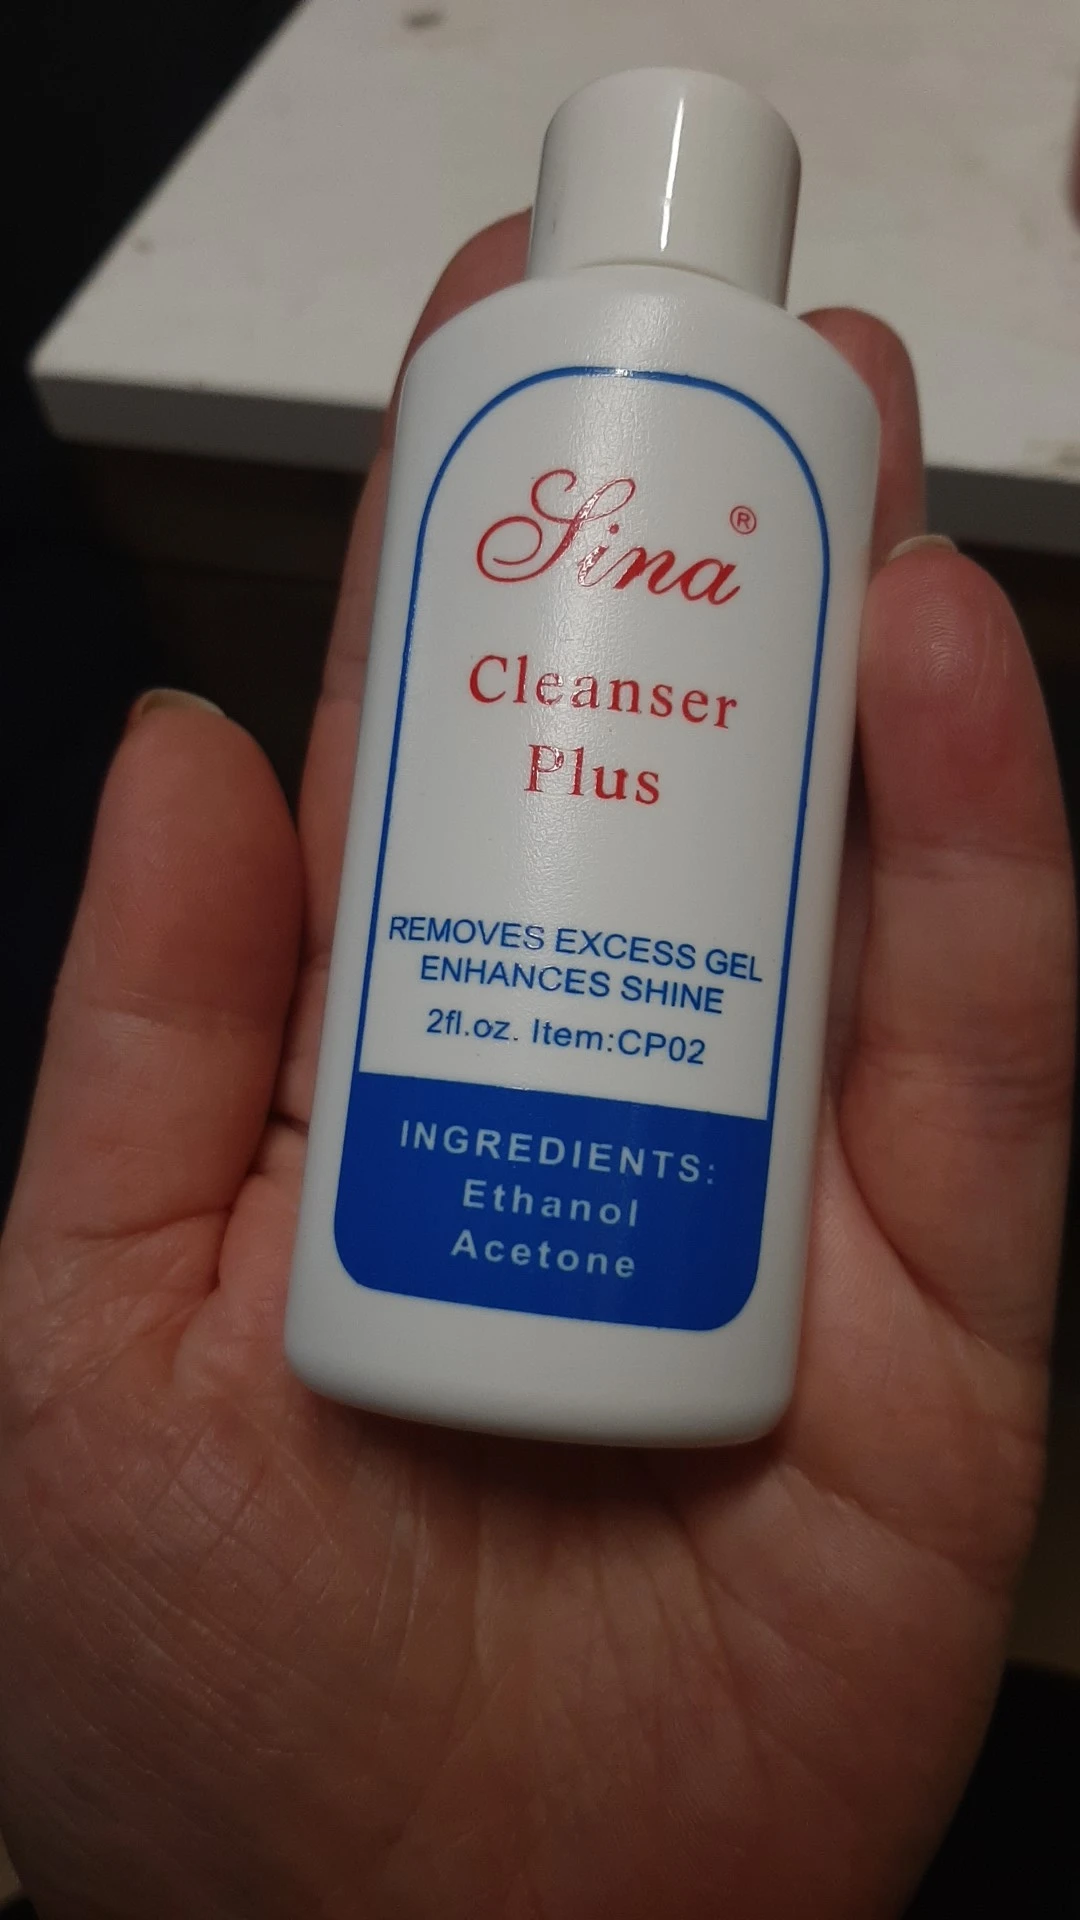 Sina®
Cleanser
Plus
REMOVES EXCESS GEL
ENHANCES SHINE
2fl.oz. Item:CP02
INGREDIENTS:
Ethanol
Acetone